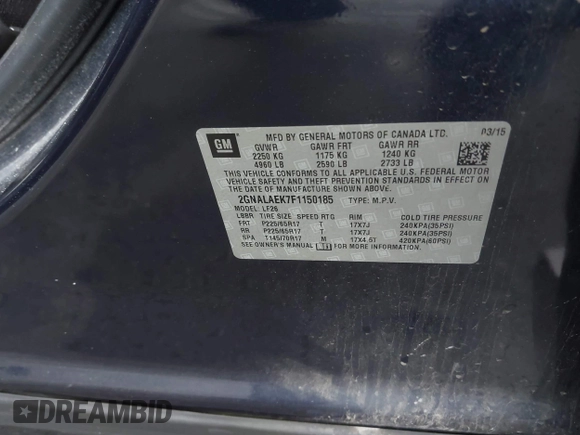 GM
MFD BY GENERAL MOTORS OF CANADA LTD. 03/15
GVWR GAWR FRT GAWR RR
2250 KG 1175 KG 1240 KG
4960 LB 2590 LB 2733 LB
THIS VEHICLE CONFORMS TO ALL APPLICABLE U.S. FEDERAL MOTOR
VEHICLE SAFETY AND THEFT PREVENTION STANDARDS IN EFFECT
ON THE DATE OF MANUFACTURE SHOWN ABOVE.
2GNALAEK7F1150185 TYPE: M.P.V.
MODEL: LF26
LBBR TIRE SIZE SPEED RTG RIM COLD TIRE PRESSURE
FRT P225/65R17 T 17X7J 240KPA(35PSI)
RR P225/65R17 T 17X7J 240KPA(35PSI)
SPA T145/70R17 M 17X4.5T 420KPA(60PSI)
SEE OWNER'S MANUAL FOR MORE INFORMATION.
DREAMBID